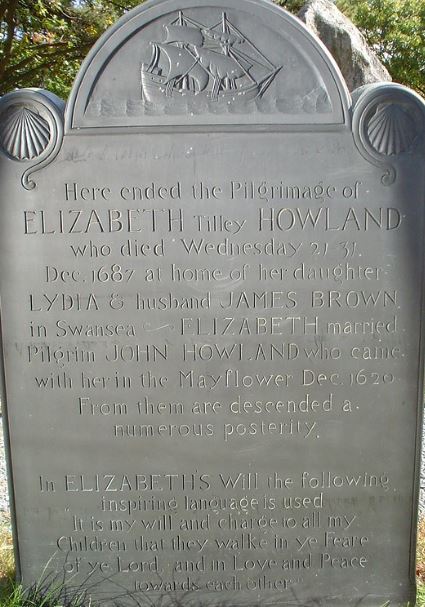 Here ended the Pilgrimage of
ELIZABETH Tilley HOWLAND
who died Wednesday 21·31.
Dec. 1687 at home of her daughter
LYDIA & husband JAMES BROWN.
in Swansea ~ ELIZABETH married
Pilgrim JOHN HOWLAND who came
with her in the Mayflower Dec. 1620
From them are descended a
numerous posterity.
In ELIZABETH'S Will the following
inspiring language is used
"It is my will and charge to all my
Children that they walke in ye Feare
of ye Lord, and in Love and Peace
towards each other"